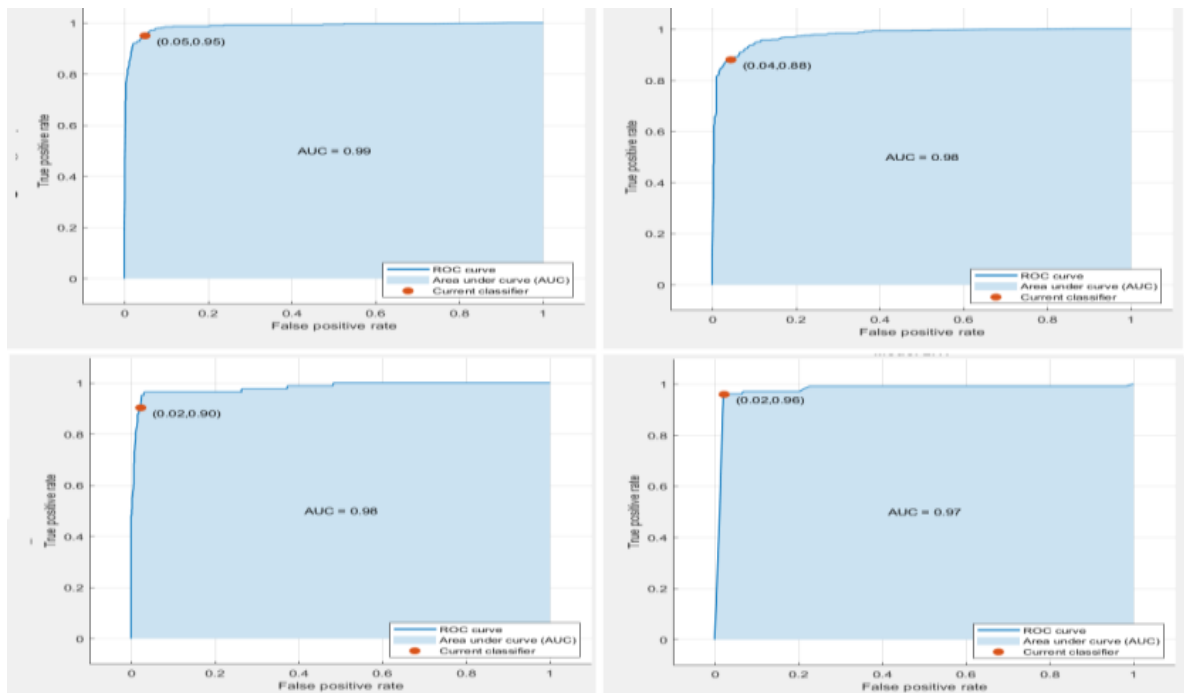 1
(0.05,0.95)
0.8
0.6
AUC = 0.99
0.4
0.2
0
True positive rate
ROC curve
Area under curve (AUC)
Current classifier
0 0.2 0.4 0.6 0.8 1
False positive rate
1
(0.04,0.88)
0.8
0.6
AUC = 0.98
0.4
0.2
0
True positive rate
ROC curve
Area under curve (AUC)
Current classifier
0 0.2 0.4 0.6 0.8 1
False positive rate
1
(0.02,0.90)
0.8
0.6
AUC = 0.98
0.4
0.2
0
True positive rate
ROC curve
Area under curve (AUC)
Current classifier
0 0.2 0.4 0.6 0.8 1
False positive rate
1
(0.02,0.96)
0.8
0.6
AUC = 0.97
0.4
0.2
0
True positive rate
ROC curve
Area under curve (AUC)
Current classifier
0 0.2 0.4 0.6 0.8 1
False positive rate